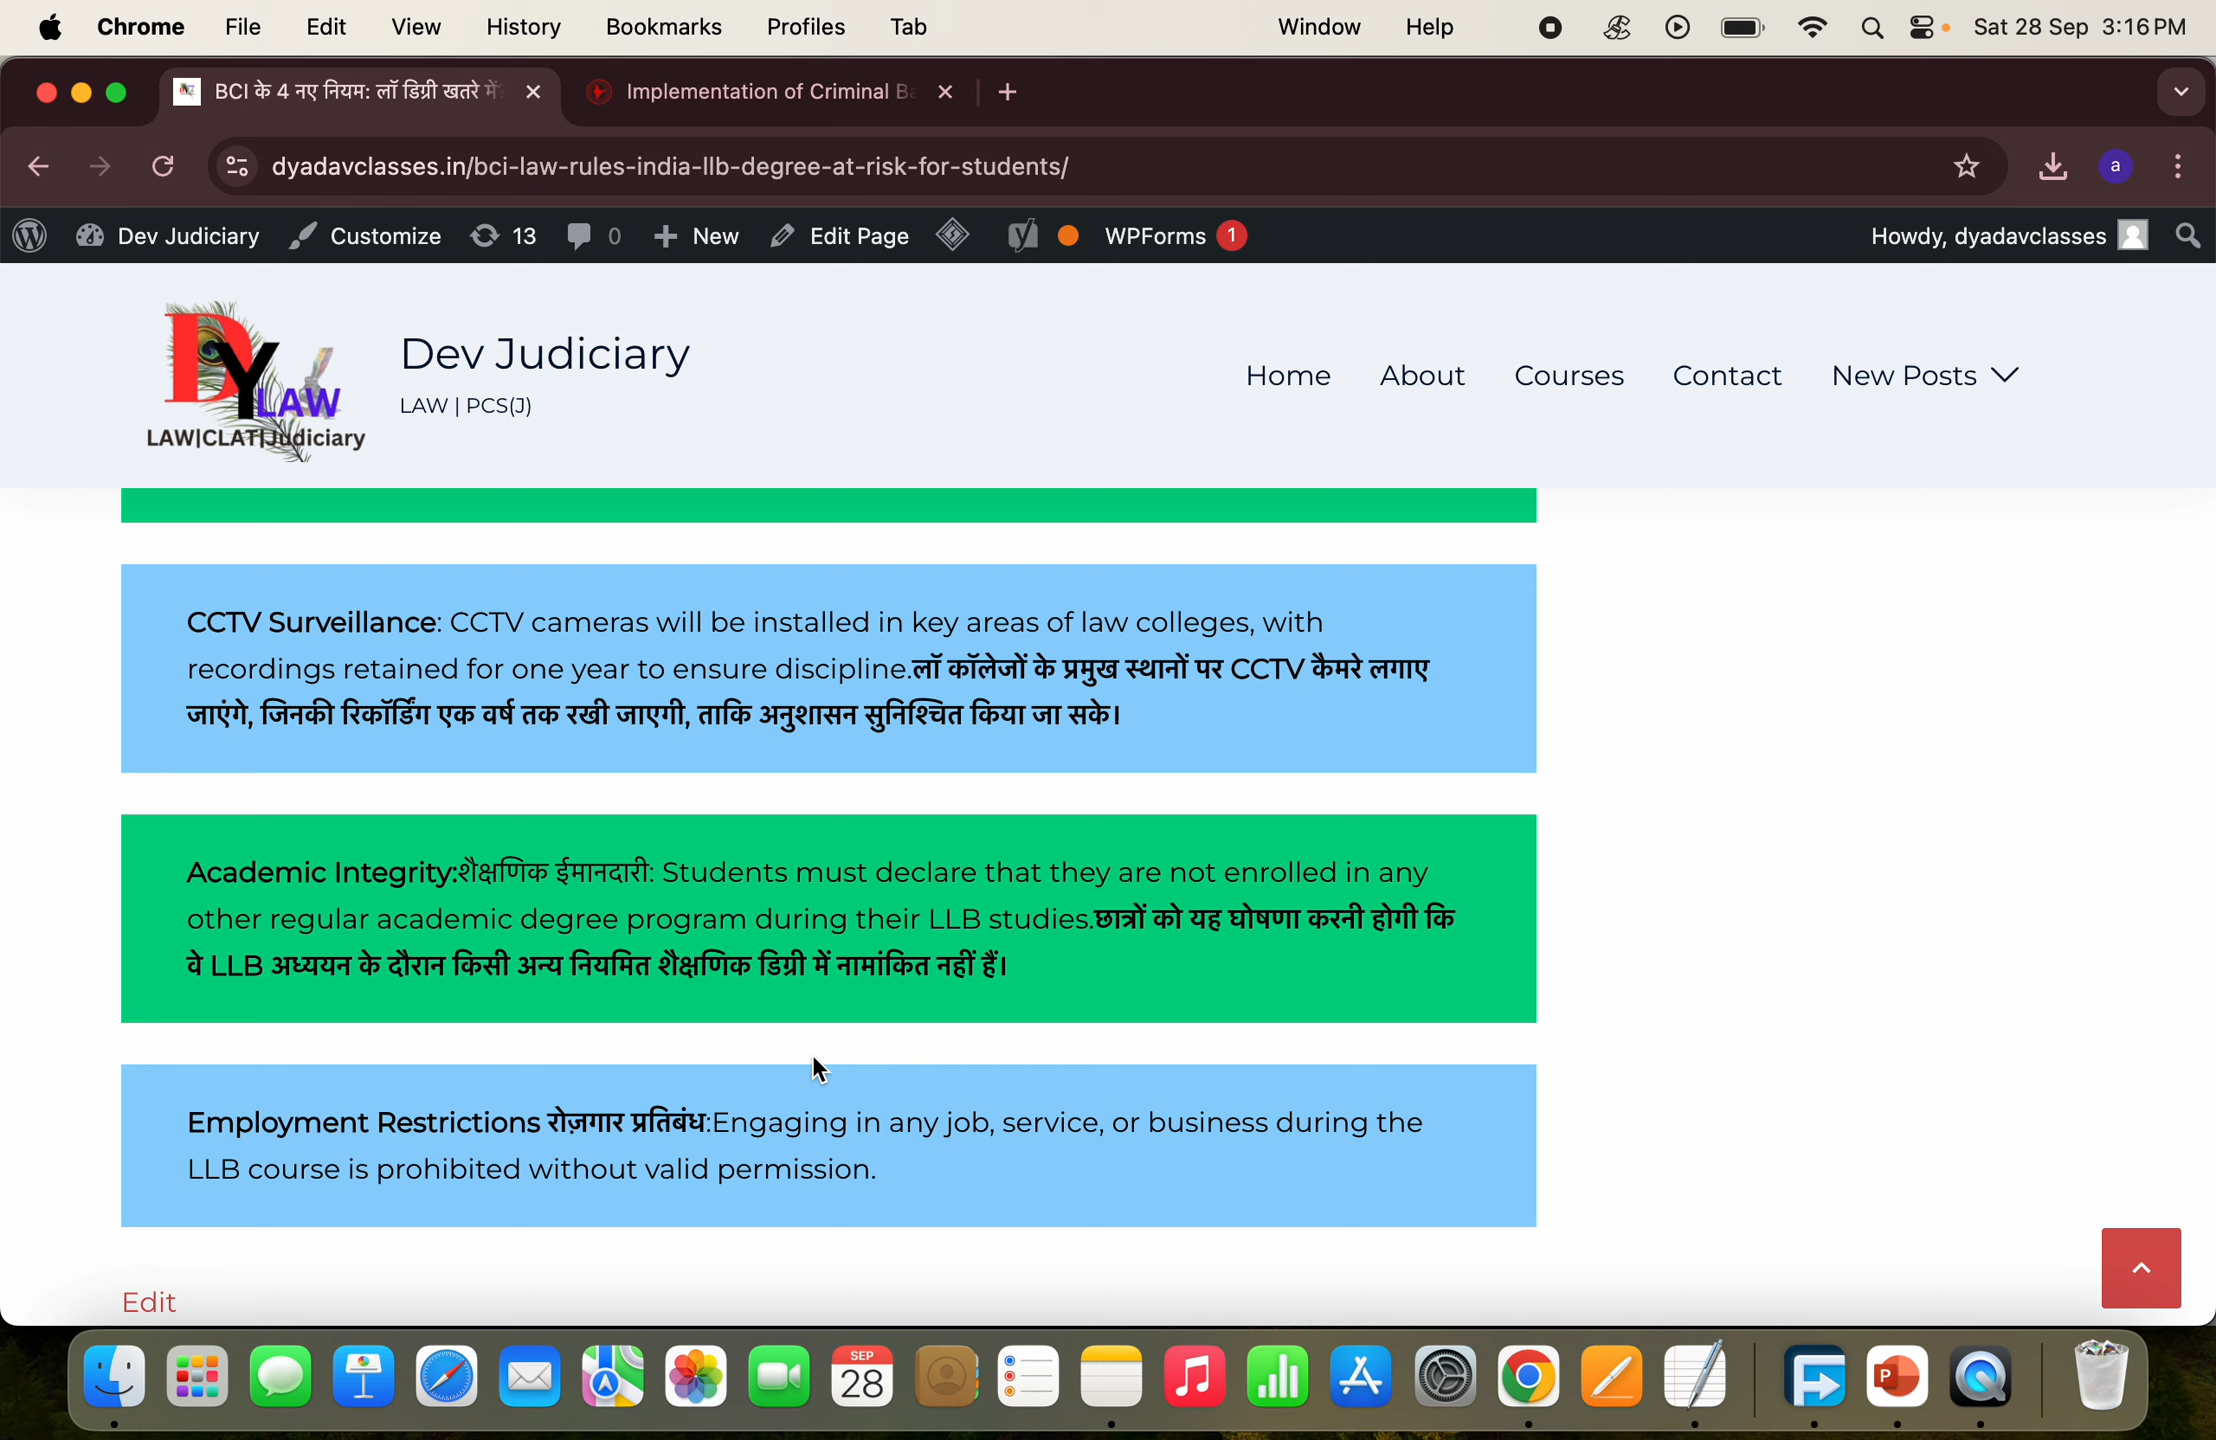 Chrome File Edit View History Bookmarks Profiles Tab Window Help Sat 28 Sep 3:16 PM
BCI के 4 नए नियम: लॉ डिग्री खतरे में Implementation of Criminal Ba
dyadavclasses.in/bci-law-rules-india-llb-degree-at-risk-for-students/ a
Dev Judiciary Customize 13 0 New Edit Page WPForms 1 Howdy, dyadavclasses
DY LAW
LAW|CLAT|Judiciary
Dev Judiciary
LAW | PCS(J)
Home About Courses Contact New Posts
CCTV Surveillance: CCTV cameras will be installed in key areas of law colleges, with
recordings retained for one year to ensure discipline.लॉ कॉलेजों के प्रमुख स्थानों पर CCTV कैमरे लगाए
जाएंगे, जिनकी रिकॉर्डिंग एक वर्ष तक रखी जाएगी, ताकि अनुशासन सुनिश्चित किया जा सके।
Academic Integrity:शैक्षणिक ईमानदारी: Students must declare that they are not enrolled in any
other regular academic degree program during their LLB studies.छात्रों को यह घोषणा करनी होगी कि
वे LLB अध्ययन के दौरान किसी अन्य नियमित शैक्षणिक डिग्री में नामांकित नहीं हैं।
Employment Restrictions रोज़गार प्रतिबंध:Engaging in any job, service, or business during the
LLB course is prohibited without valid permission.
Edit
SEP
28